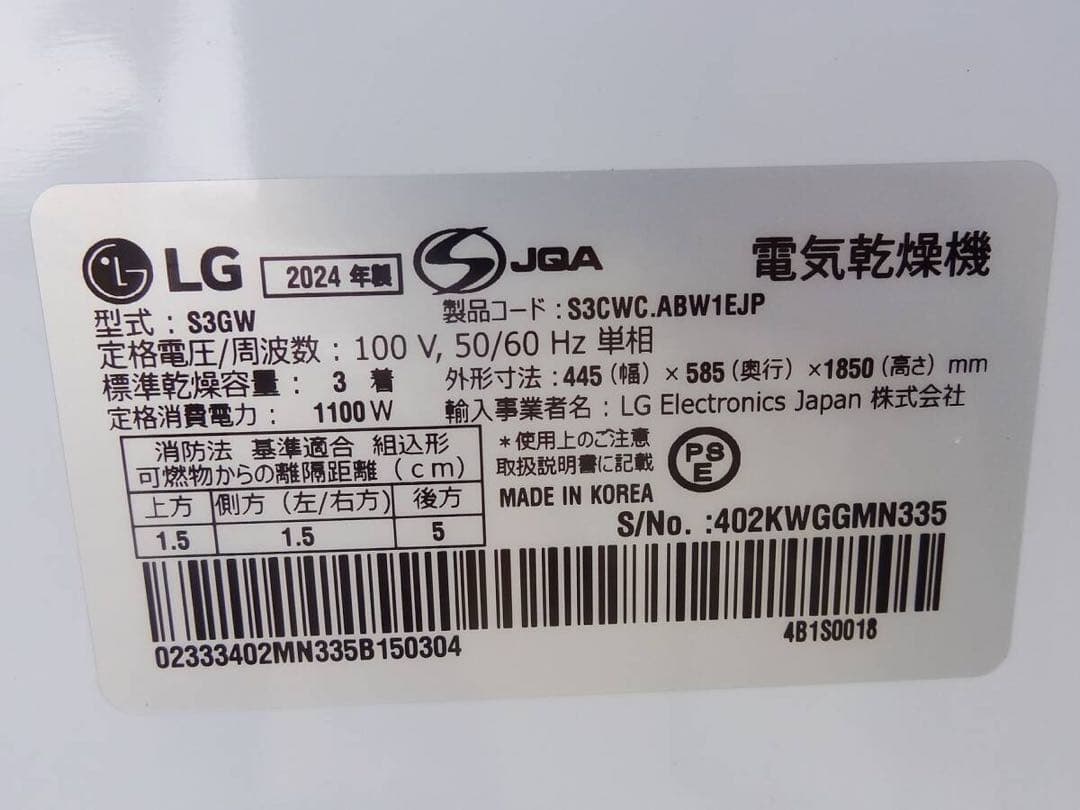 LG 2024 年製 S JQA 電気乾燥機
型式 : S3GW 製品コード : S3CWC.ABW1EJP
定格電圧/周波数 : 100 V, 50/60 Hz 単相
標準乾燥容量 : 3 着 外形寸法 : 445 (幅) × 585 (奥行) ×1850 (高さ) mm
定格消費電力 : 1100 W 輸入事業者名 : LG Electronics Japan 株式会社
消防法 基準適合 組込形
可燃物からの離隔距離 (cm)
上方 側方 (左/右方) 後方
1.5 1.5 5
*使用上のご注意
取扱説明書に記載
PS
E
MADE IN KOREA
S/No. :402KWGGMN335
02333402MN335B150304
4B1S0018